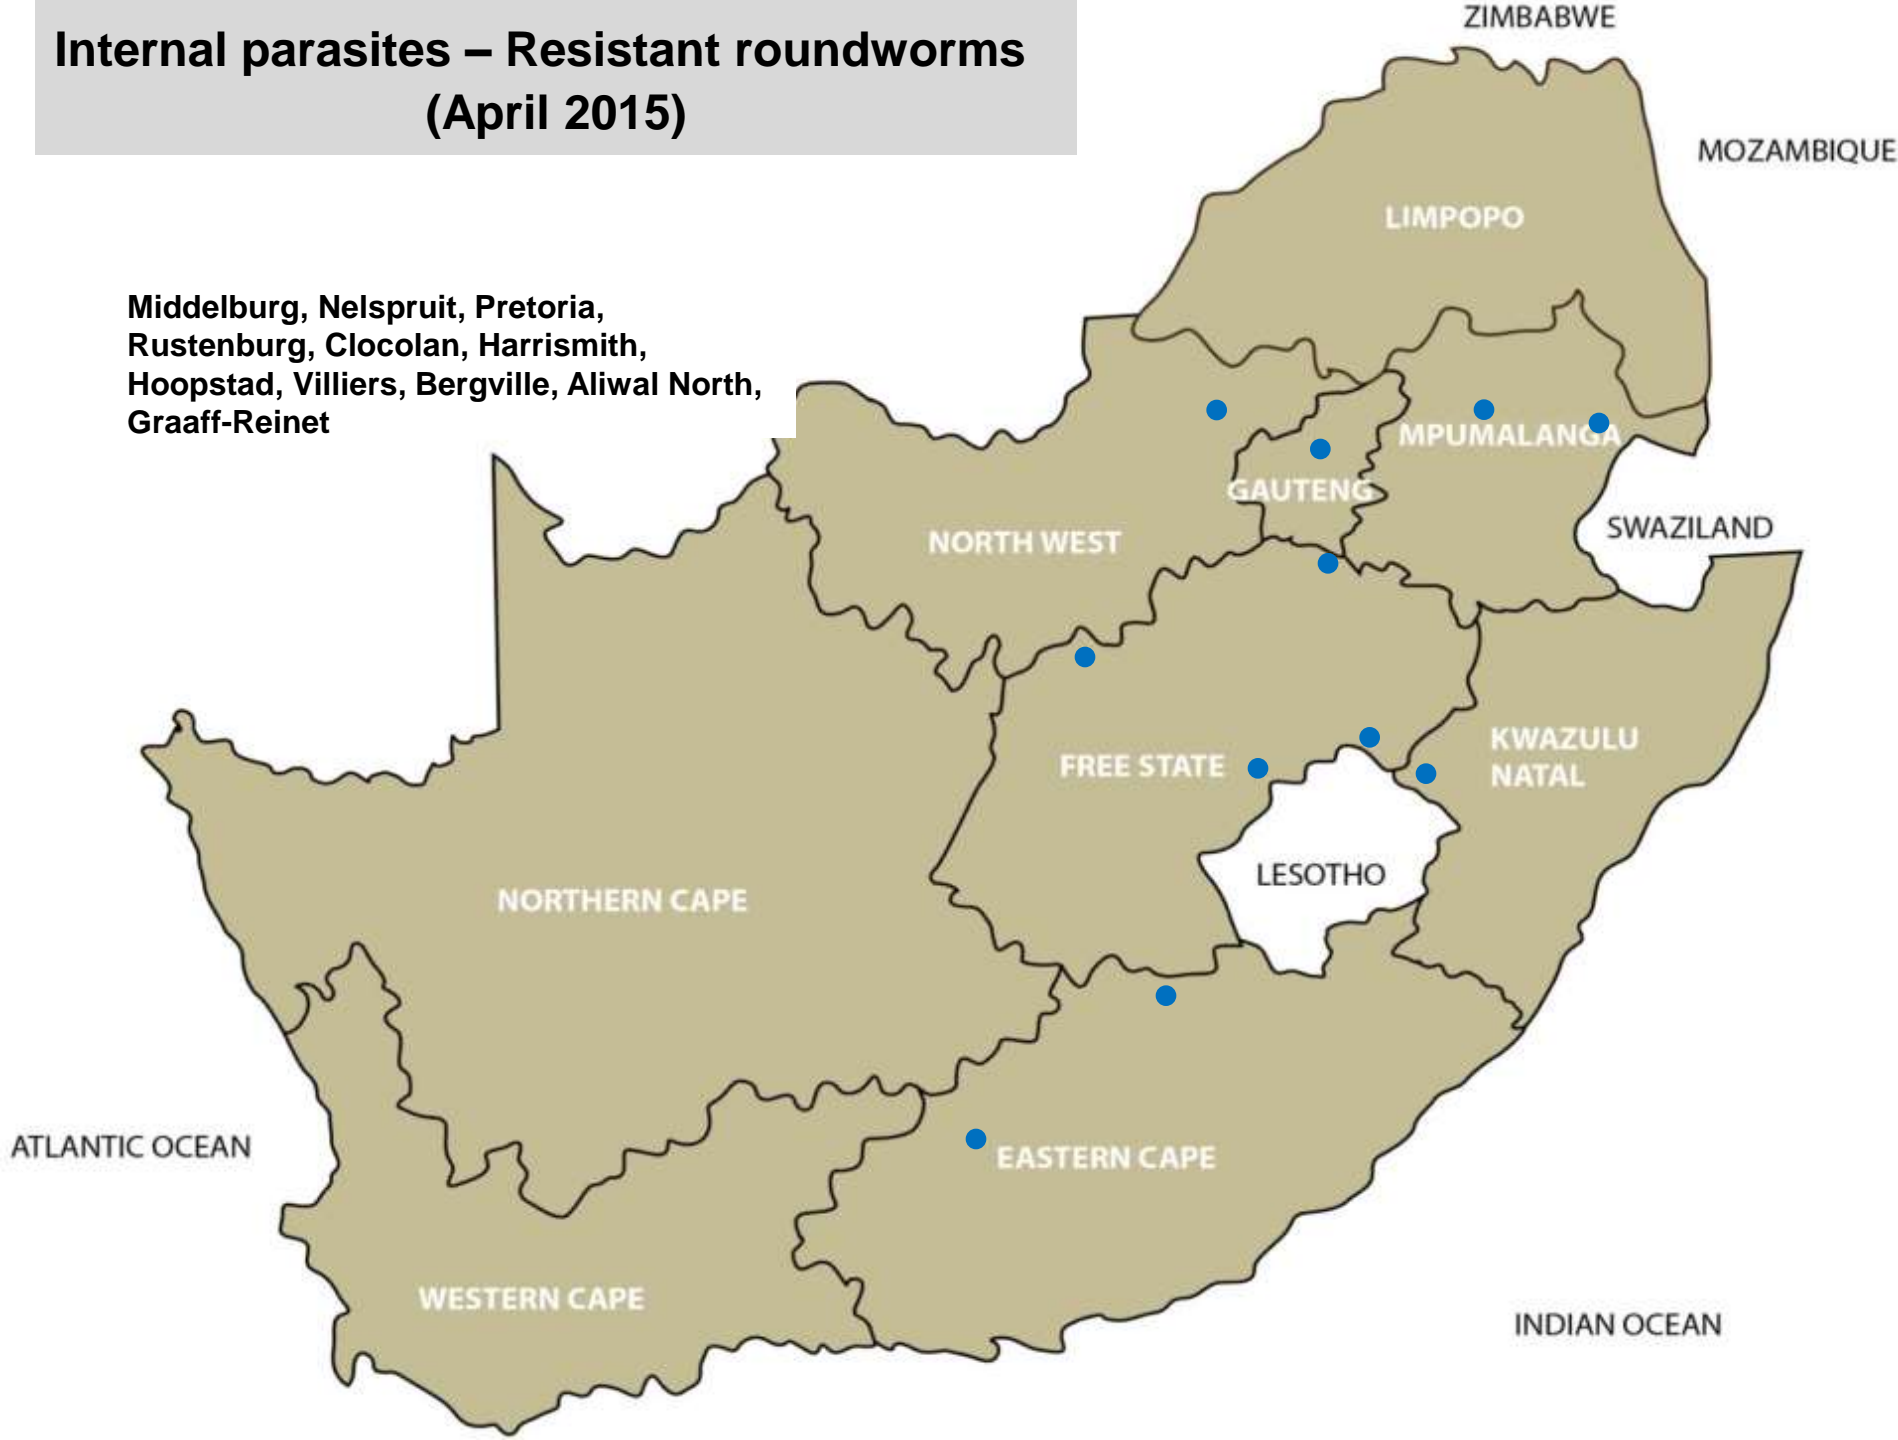 Internal parasites – Resistant roundworms
(April 2015)
ZIMBABWE
MOZAMBIQUE
LIMPOPO
Middelburg, Nelspruit, Pretoria,
Rustenburg, Clocolan, Harrismith,
Hoopstad, Villiers, Bergville, Aliwal North,
Graaff-Reinet
MPUMALANGA
GAUTENG
NORTH WEST
SWAZILAND
KWAZULU
NATAL
FREE STATE
LESOTHO
NORTHERN CAPE
ATLANTIC OCEAN
EASTERN CAPE
WESTERN CAPE
INDIAN OCEAN